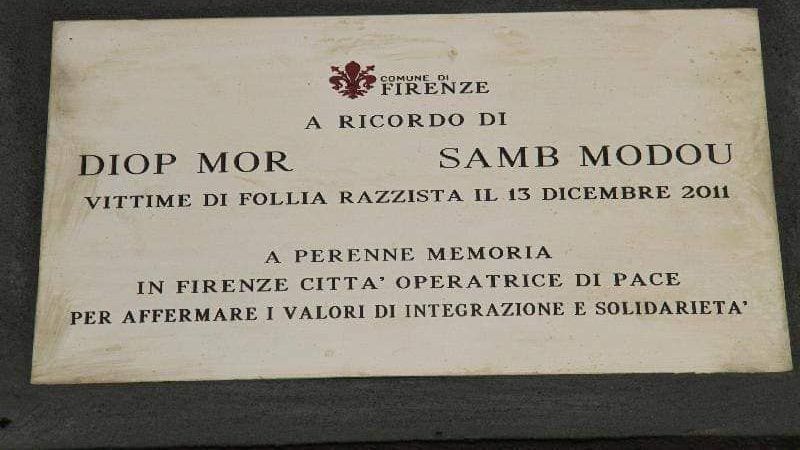 COMUNE DI
FIRENZE
A RICORDO DI
DIOP MOR SAMB MODOU
VITTIME DI FOLLIA RAZZISTA IL 13 DICEMBRE 2011
A PERENNE MEMORIA
IN FIRENZE CITTA' OPERATRICE DI PACE
PER AFFERMARE I VALORI DI INTEGRAZIONE E SOLIDARIETA'